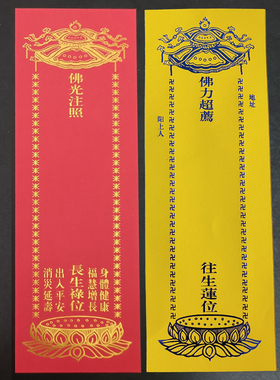 佛光注照
身體健康
福慧增長
長生祿位
出入平安
消災延壽
地址
佛力超薦
往生蓮位
阳上人